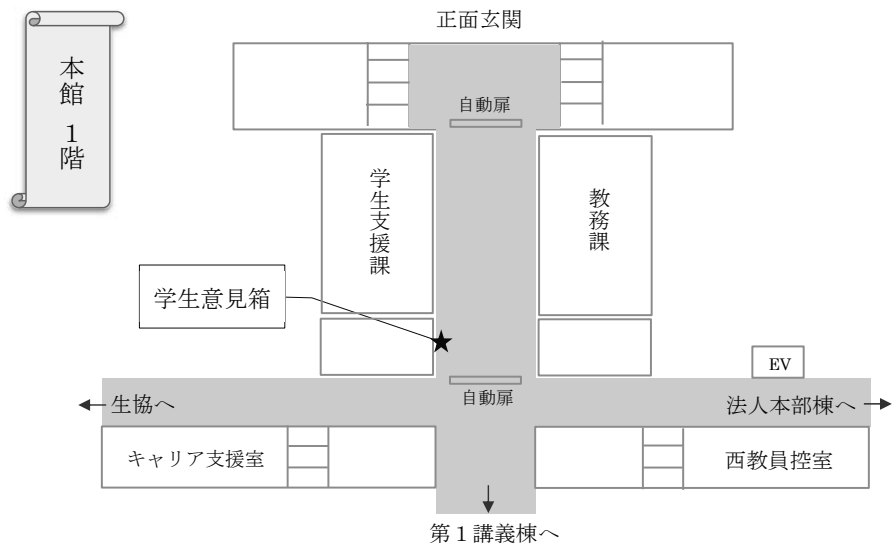 正面玄関
本館 1階
自動扉
学生支援課
教務課
学生意見箱
EV
自動扉
生協へ
法人本部棟へ
キャリア支援室
西教員控室
第1講義棟へ